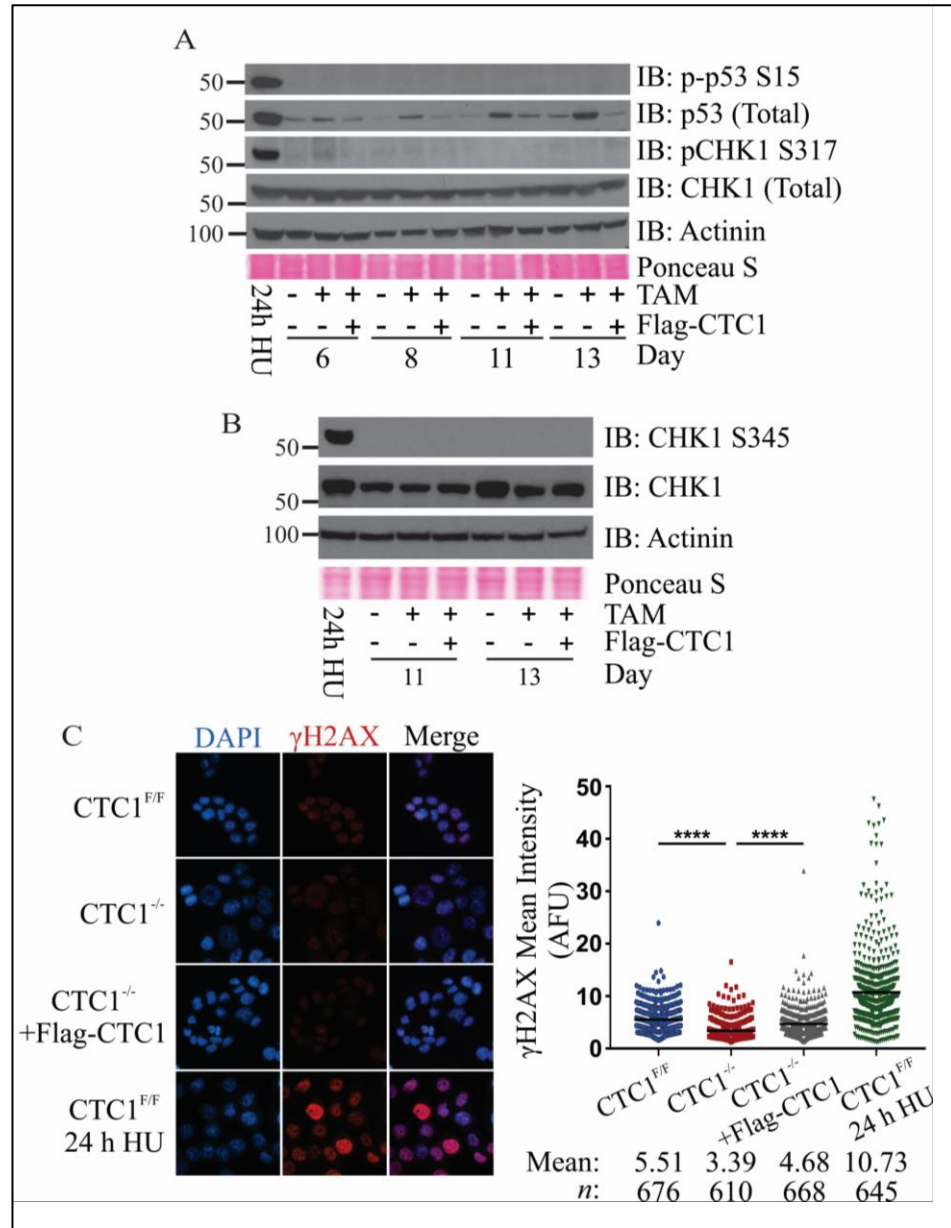 A
50 IB: p-p53 S15
50 IB: p53 (Total)
50 IB: pCHK1 S317
50 IB: CHK1 (Total)
100 IB: Actinin
Ponceau S
24h HU
- + + - + + - + + - + + TAM
- - + - - + - - + - - + Flag-CTC1
6 8 11 13 Day
B
50 IB: CHK1 S345
50 IB: CHK1
100 IB: Actinin
Ponceau S
24h HU
- + + - + + TAM
- - + - - + Flag-CTC1
11 13 Day
C
DAPI γH2AX Merge
CTC1F/F
CTC1-/-
CTC1-/-
+Flag-CTC1
CTC1F/F
24 h HU
γH2AX Mean Intensity
(AFU)
50
40
30
20
10
0
**** ****
CTC1F/F
CTC1-/-
CTC1-/-
+Flag-CTC1
CTC1F/F
24 h HU
Mean: 5.51 3.39 4.68 10.73
n: 676 610 668 645